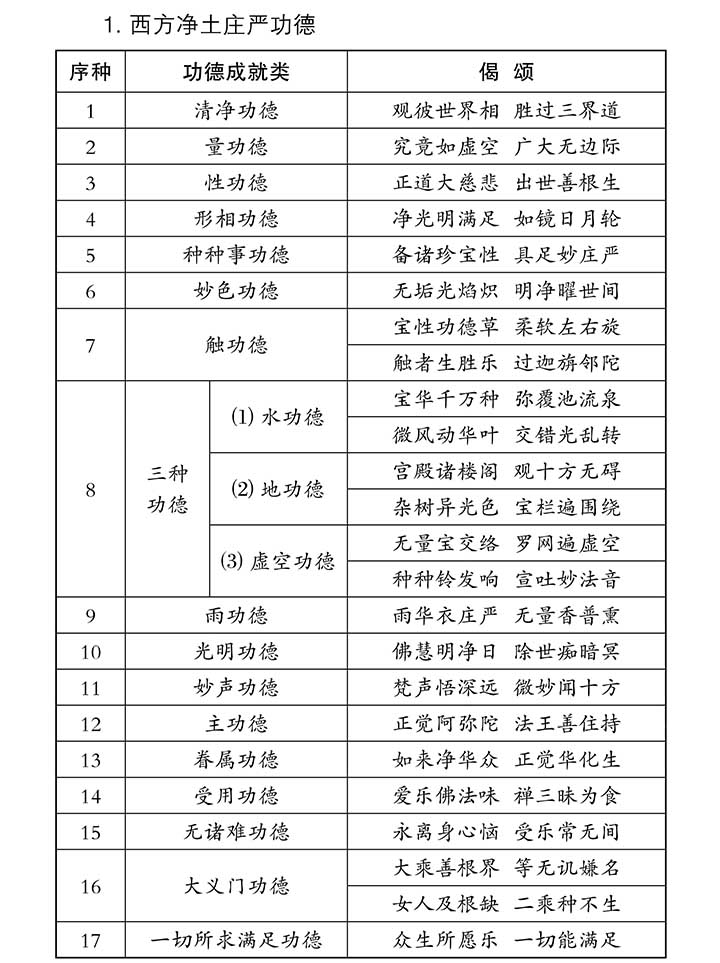 1. 西方净土庄严功德
序种 功德成就类 偈 颂
1 清净功德 观彼世界相 胜过三界道
2 量功德 究竟如虚空 广大无边际
3 性功德 正道大慈悲 出世善根生
4 形相功德 净光明满足 如镜日月轮
5 种种事功德 备诸珍宝性 具足妙庄严
6 妙色功德 无垢光焰炽 明净曜世间
7 触功德 宝性功德草 柔软左右旋
触者生胜乐 过迦旃邻陀
8 三种功德 (1) 水功德 宝华千万种 弥覆池流泉
微风动华叶 交错光乱转
(2) 地功德 宫殿诸楼阁 观十方无碍
杂树异光色 宝栏遍围绕
(3) 虚空功德 无量宝交络 罗网遍虚空
种种铃发响 宣吐妙法音
9 雨功德 雨华衣庄严 无量香普熏
10 光明功德 佛慧明净日 除世痴暗冥
11 妙声功德 梵声悟深远 微妙闻十方
12 主功德 正觉阿弥陀 法王善住持
13 眷属功德 如来净华众 正觉华化生
14 受用功德 爱乐佛法味 禅三昧为食
15 无诸难功德 永离身心恼 受乐常无间
16 大义门功德 大乘善根界 等无讥嫌名
女人及根缺 二乘种不生
17 一切所求满足功德 众生所愿乐 一切能满足